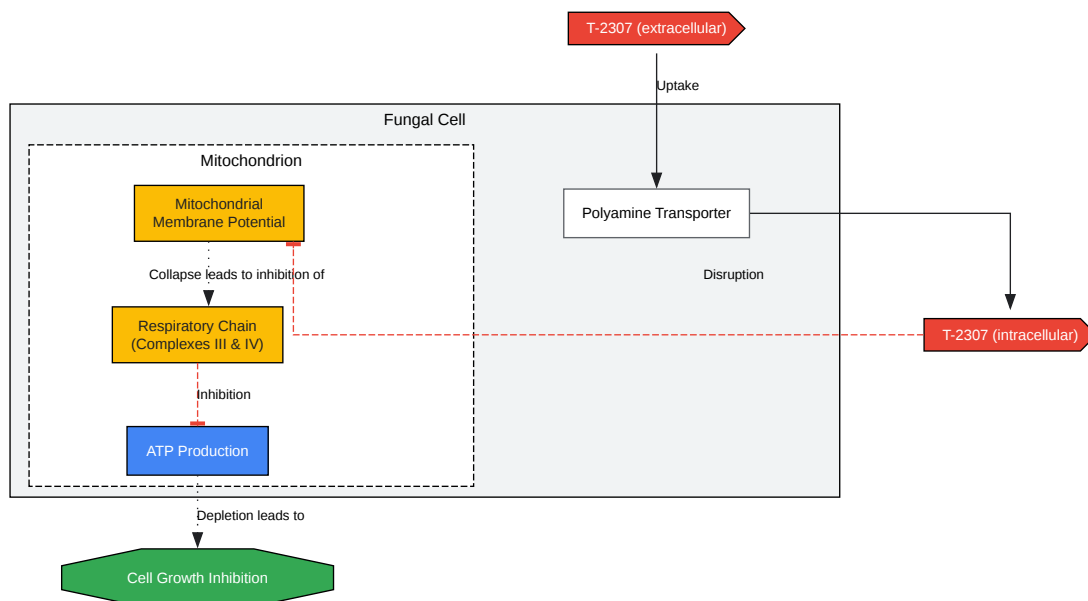 T-2307 (extracellular)
Uptake
Fungal Cell
Mitochondrion
Mitochondrial
Membrane Potential
Polyamine Transporter
Collapse leads to inhibition of
Disruption
Respiratory Chain
(Complexes III & IV)
T-2307 (intracellular)
Inhibition
ATP Production
Depletion leads to
Cell Growth Inhibition